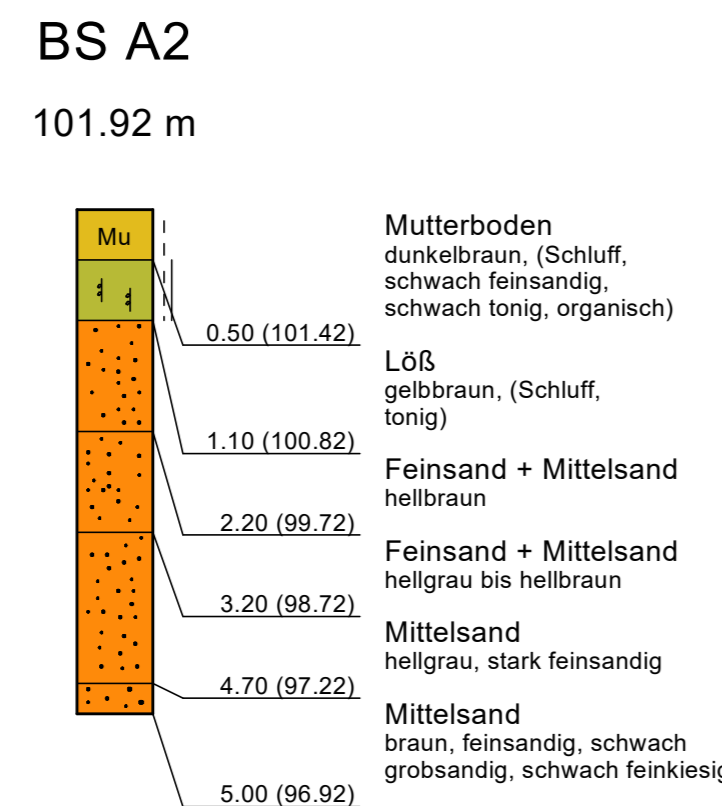 BS A2
101.92 m
Mu
Mutterboden
dunkelbraun, (Schluff,
schwach feinsandig,
schwach tonig, organisch)
0.50 (101.42)
Löß
gelbbraun, (Schluff,
tonig)
1.10 (100.82)
Feinsand + Mittelsand
hellbraun
2.20 (99.72)
Feinsand + Mittelsand
hellgrau bis hellbraun
3.20 (98.72)
Mittelsand
hellgrau, stark feinsandig
4.70 (97.22)
Mittelsand
braun, feinsandig, schwach
grobsandig, schwach feinkiesig
5.00 (96.92)